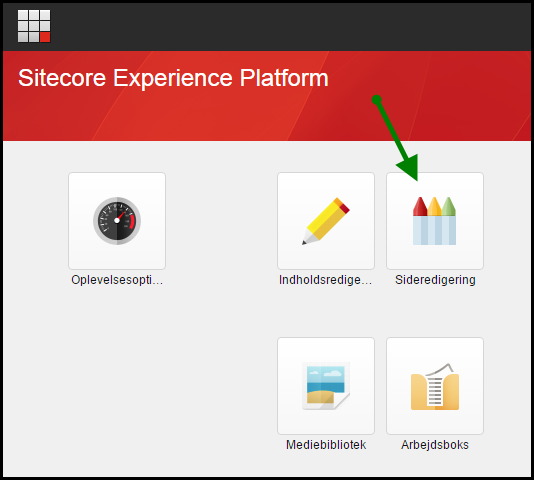 Sitecore Experience Platform
Oplevelsesopti...
Indholdsredige...
Sideredigering
Mediebibliotek
Arbejdsboks